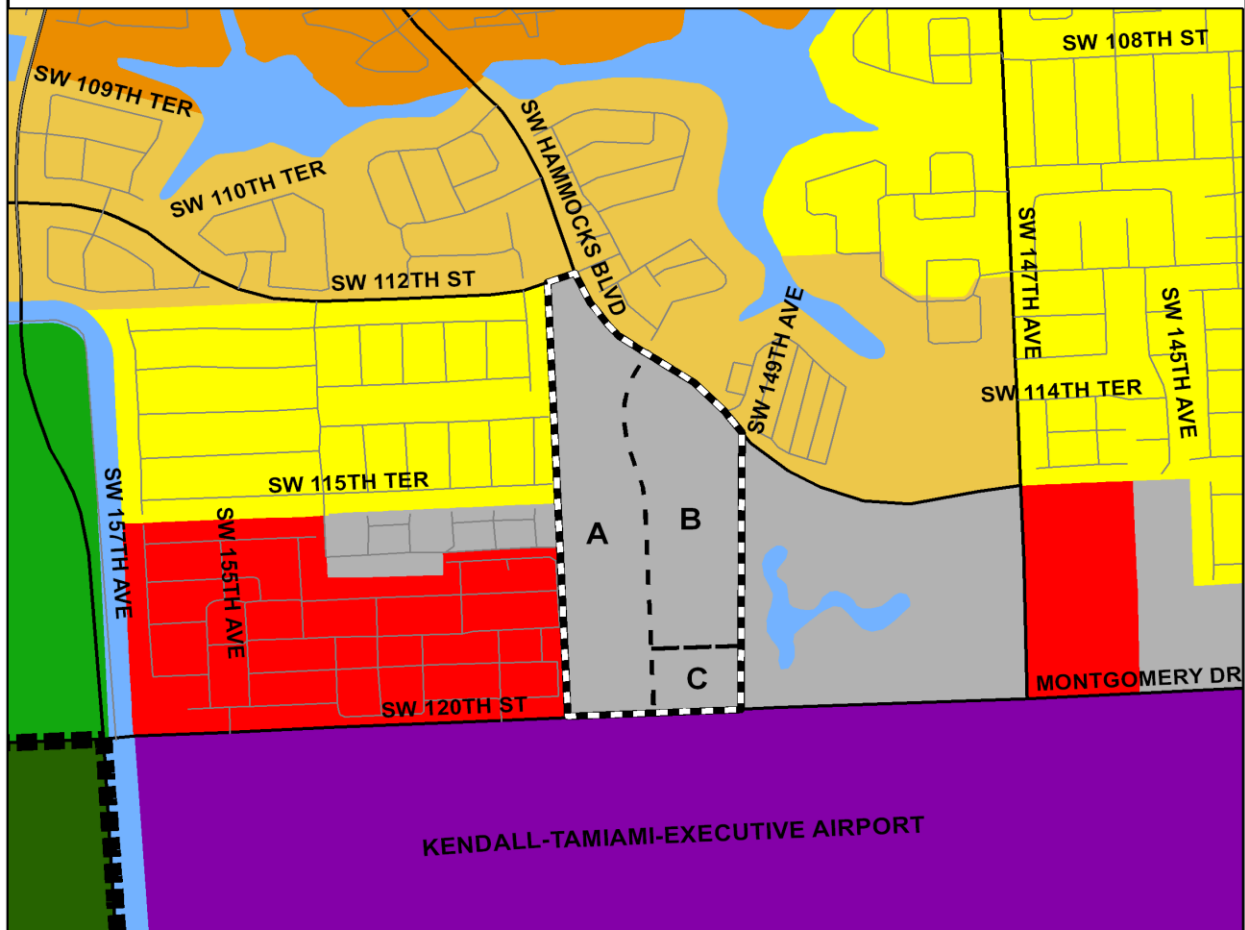 SW 108TH ST
SW 109TH TER
SW HAMMOCKS BLVD
SW 110TH TER
SW 147TH AVE
SW 112TH ST
SW 149TH AVE
SW 145TH AVE
SW 114TH TER
SW 115TH TER
SW 157TH AVE
SW 155TH AVE
A
B
C
MONTGOMERY DR
SW 120TH ST
KENDALL-TAMIAMI-EXECUTIVE AIRPORT